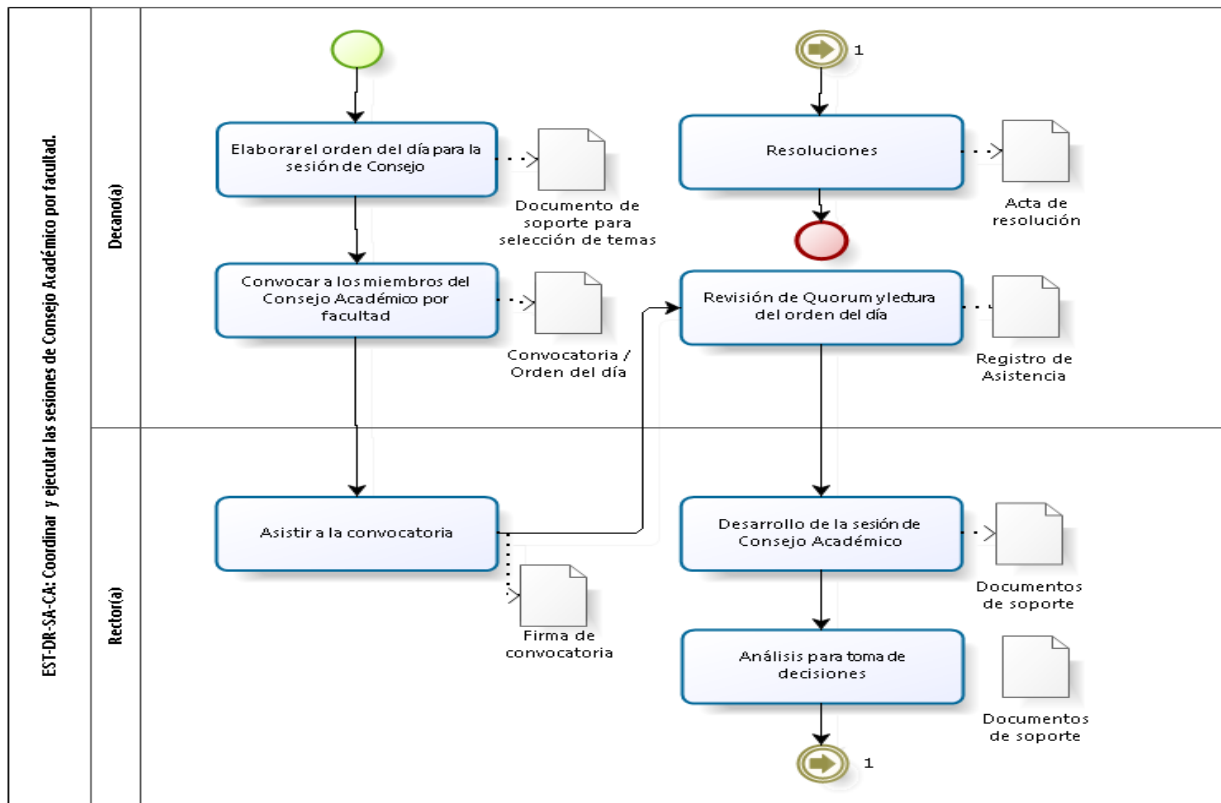 EST-DR-SA-CA: Coordinar y ejecutar las sesiones de Consejo Académico por facultad.
Decano(a)
Elaborar el orden del día para la
sesión de Consejo
Documento de
soporte para
selección de temas
Convocar a los miembros del
Consejo Académico por
facultad
Convocatoria /
Orden del día
1
Resoluciones
Acta de
resolución
Revisión de Quorum y lectura
del orden del día
Registro de
Asistencia
Rector(a)
Asistir a la convocatoria
Firma de
convocatoria
Desarrollo de la sesión de
Consejo Académico
Documentos
de soporte
Análisis para toma de
decisiones
Documentos
de soporte
1